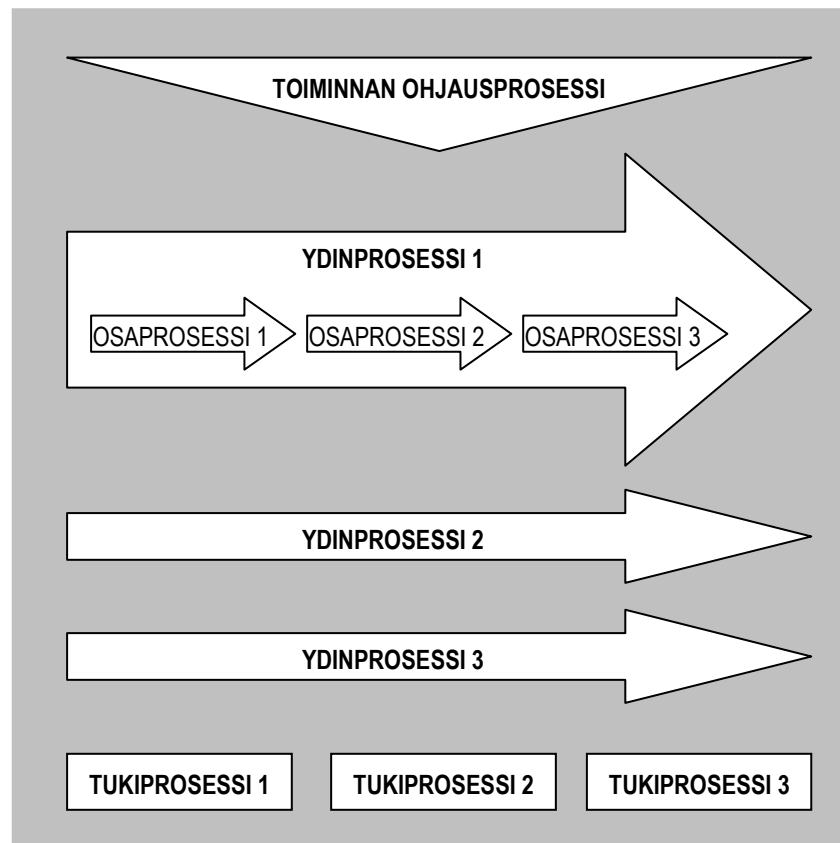 TOIMINNAN OHJAUSPROSESSI
YDINPROSESSI 1
OSAPROSESSI 1
OSAPROSESSI 2
OSAPROSESSI 3
YDINPROSESSI 2
YDINPROSESSI 3
TUKIPROSESSI 1
TUKIPROSESSI 2
TUKIPROSESSI 3